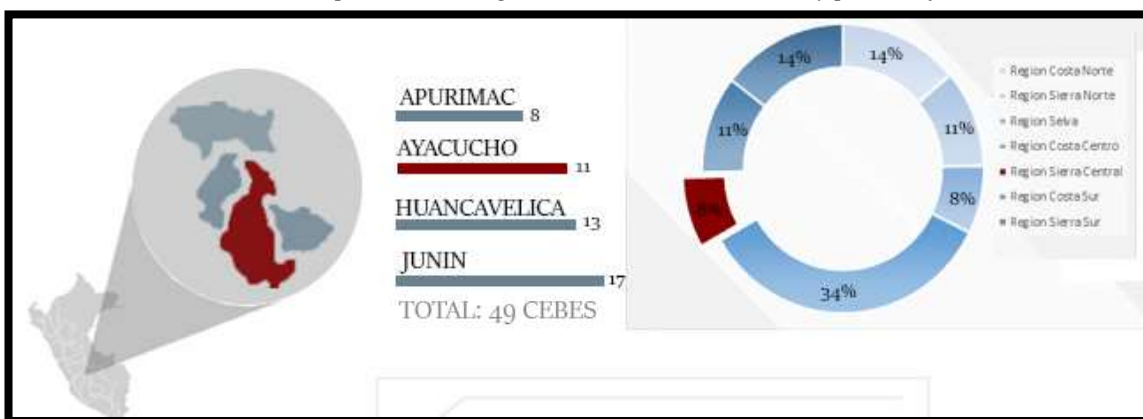 APURIMAC
8
AYACUCHO
11
HUANCAVELICA
13
JUNIN
17
TOTAL: 49 CEBES
14%
14%
11%
11%
8%
8%
34%
Region Costa Norte
Region Sierra Norte
Region Selva
Region Costa Centro
Region Sierra Central
Region Costa Sur
Region Sierra Sur